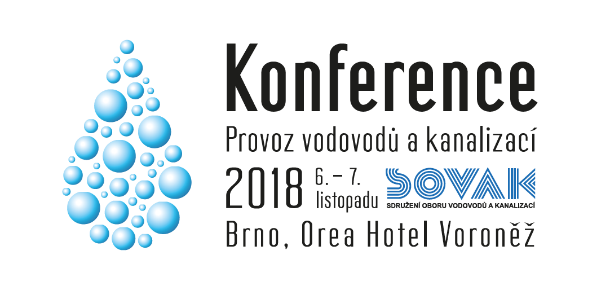 Konference
Provoz vodovodů a kanalizací
2018 6. – 7. listopadu SOVAK
SDRUŽENÍ OBORU VODOVODŮ A KANALIZACÍ
Brno, Orea Hotel Voroněž